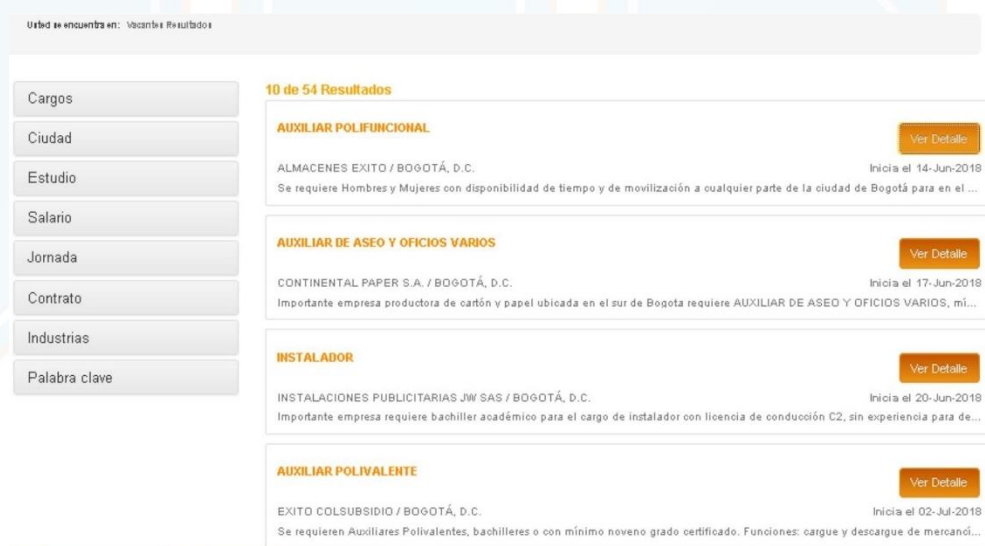 Usted se encuentra en: Vacantes Resultados
Cargos
Ciudad
Estudio
Salario
Jornada
Contrato
Industrias
Palabra clave
10 de 54 Resultados
AUXILIAR POLIFUNCIONAL
Ver Detalle
ALMACENES EXITO / BOGOTÁ, D.C. Inicia el 14-Jun-2018
Se requiere Hombres y Mujeres con disponibilidad de tiempo y de movilización a cualquier parte de la ciudad de Bogotá para en el ...
AUXILIAR DE ASEO Y OFICIOS VARIOS
Ver Detalle
CONTINENTAL PAPER S.A. / BOGOTÁ, D.C. Inicia el 17-Jun-2018
Importante empresa productora de cartón y papel ubicada en el sur de Bogota requiere AUXILIAR DE ASEO Y OFICIOS VARIOS, mí...
INSTALADOR
Ver Detalle
INSTALACIONES PUBLICITARIAS JW SAS / BOGOTÁ, D.C. Inicia el 20-Jun-2018
Importante empresa requiere bachiller académico para el cargo de instalador con licencia de conducción C2, sin experiencia para de...
AUXILIAR POLIVALENTE
Ver Detalle
EXITO COLSUBSIDIO / BOGOTÁ, D.C. Inicia el 02-Jul-2018
Se requieren Auxiliares Polivalentes, bachilleres o con mínimo noveno grado certificado. Funciones: cargue y descargue de mercancí...